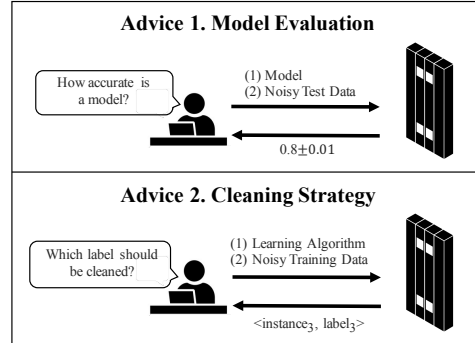 Advice 1. Model Evaluation
How accurate is
a model?
(1) Model
(2) Noisy Test Data
0.8±0.01
Advice 2. Cleaning Strategy
Which label should
be cleaned?
(1) Learning Algorithm
(2) Noisy Training Data
<instance₃, label₃>